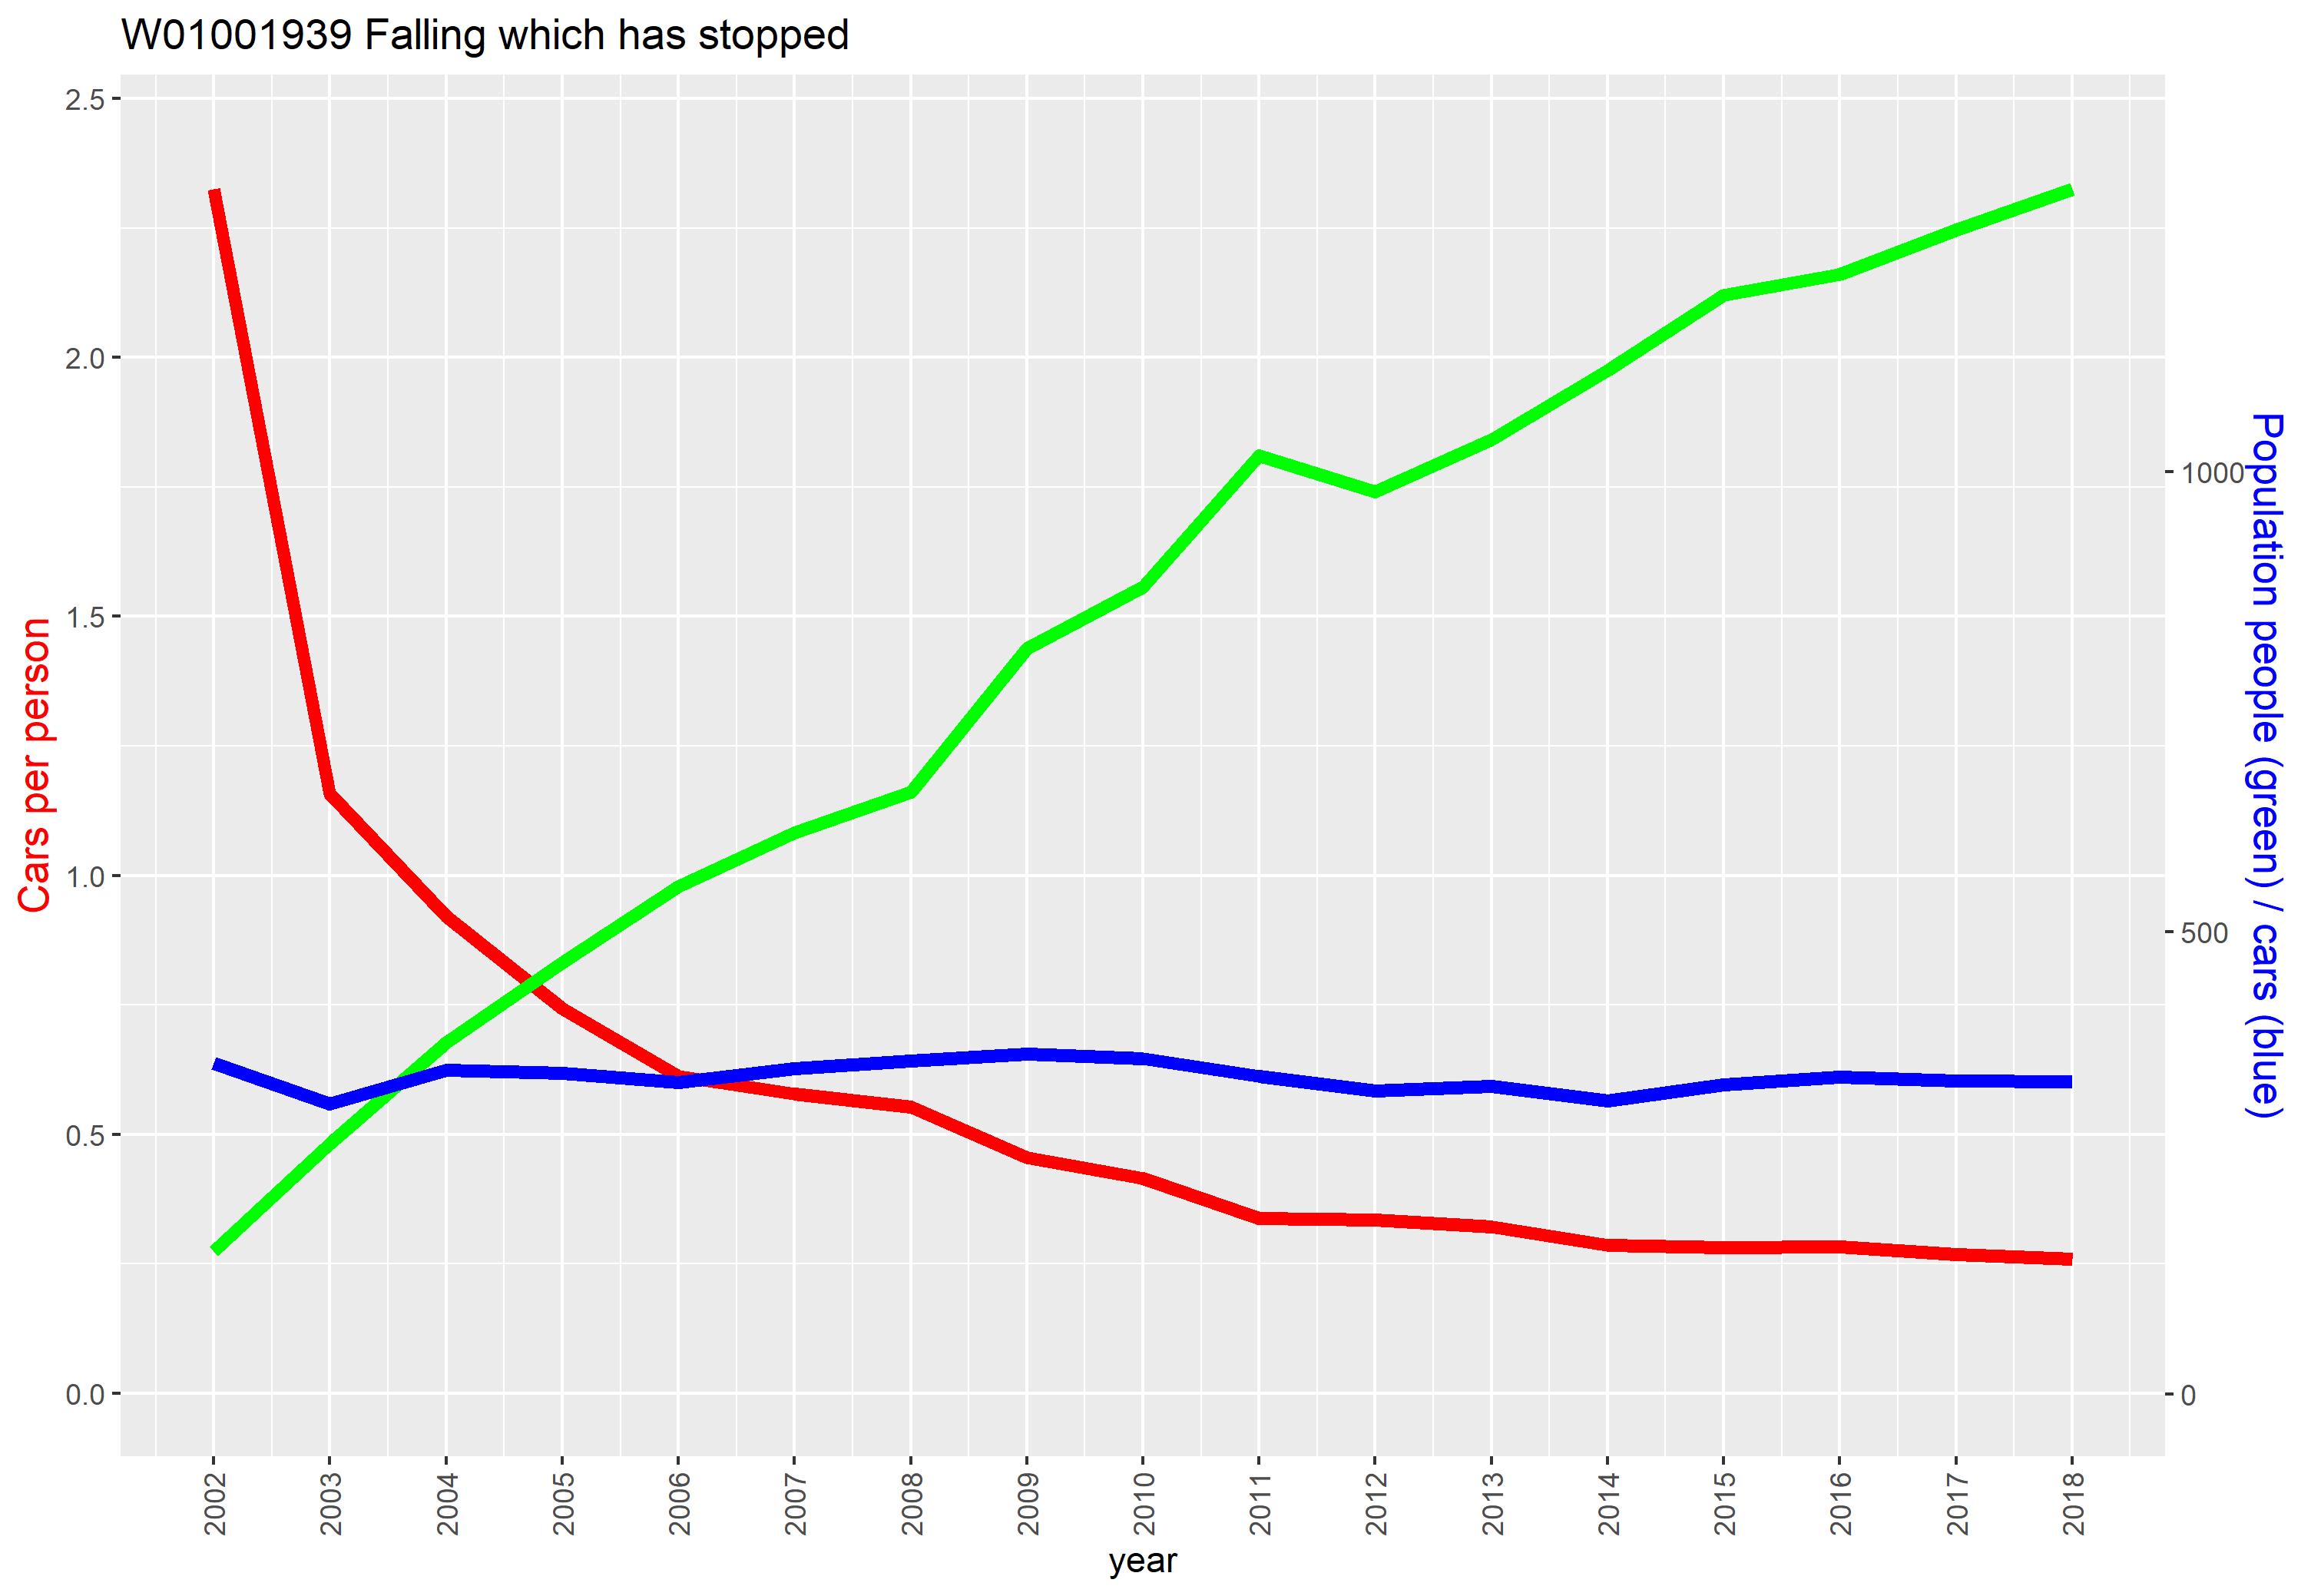 W01001939 Falling which has stopped
2.5
2.0
1.5
1.0
0.5
0.0
Cars per person
1000
500
0
Population people (green) / cars (blue)
2002 2003 2004 2005 2006 2007 2008 2009 2010 2011 2012 2013 2014 2015 2016 2017 2018
year